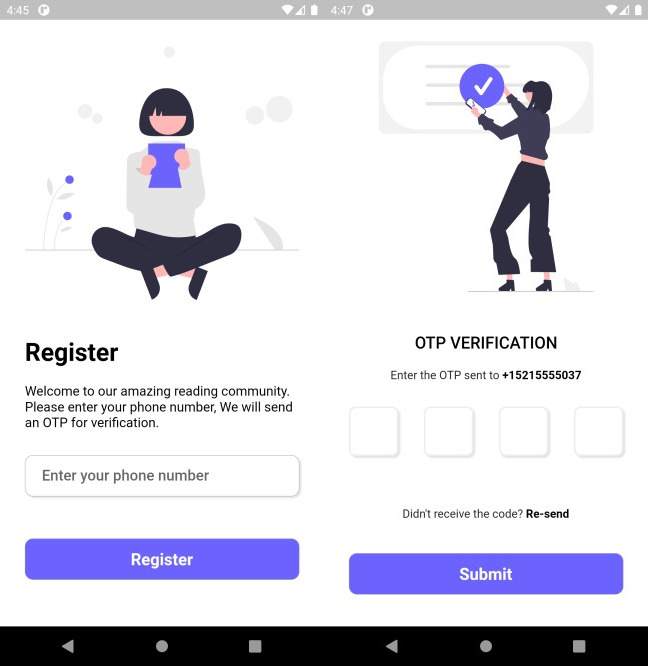 4:45
Register
Welcome to our amazing reading community.
Please enter your phone number, We will send
an OTP for verification.
Enter your phone number
Register
4:47
OTP VERIFICATION
Enter the OTP sent to +15215555037
Didn't receive the code? Re-send
Submit